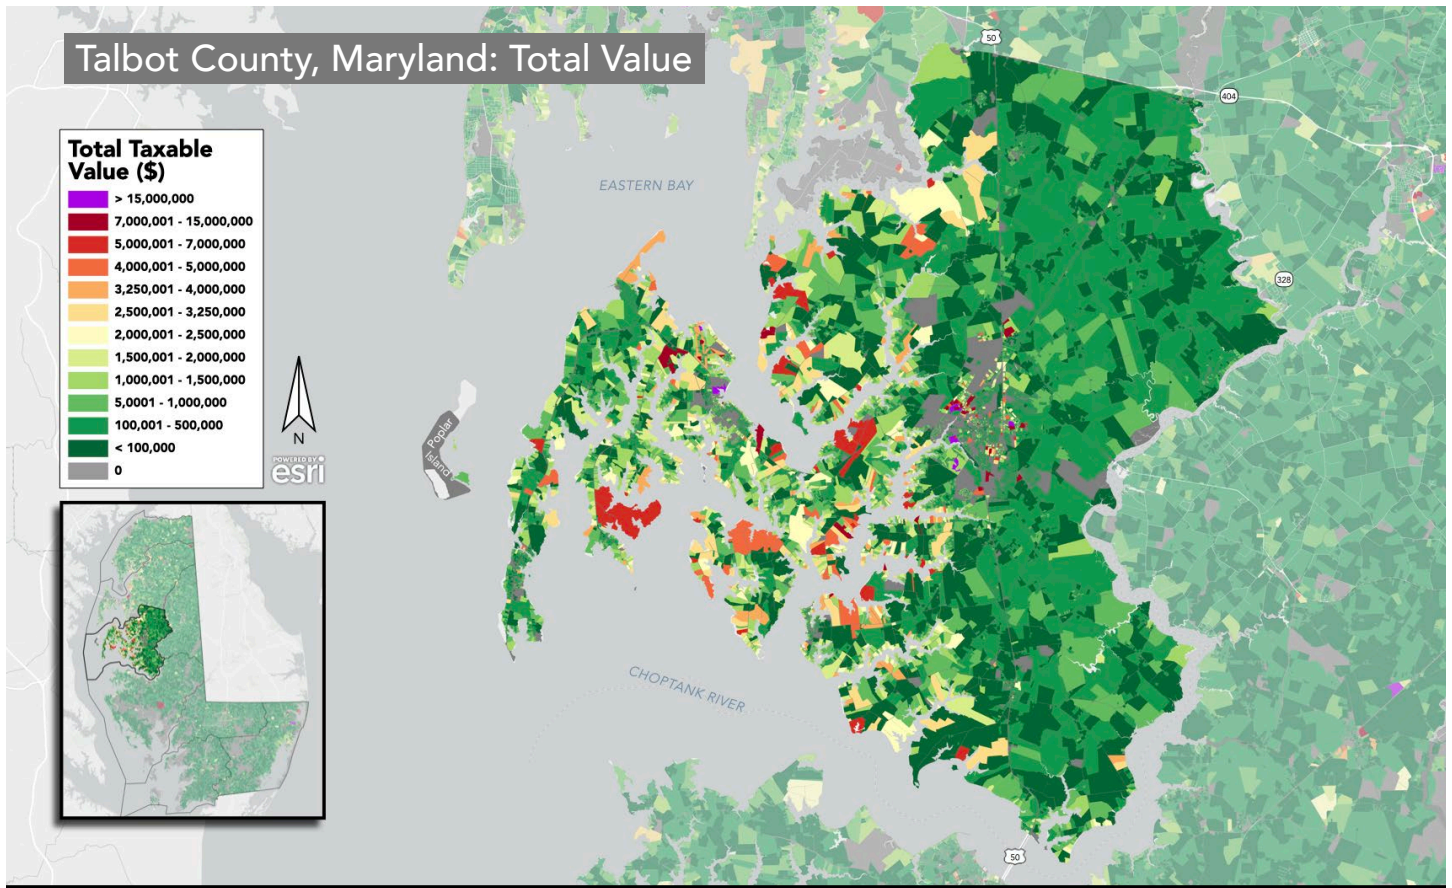 Talbot County, Maryland: Total Value
50
404
EASTERN BAY
Total Taxable
Value ($)
> 15,000,000
7,000,001 - 15,000,000
5,000,001 - 7,000,000
4,000,001 - 5,000,000
3,250,001 - 4,000,000
2,500,001 - 3,250,000
2,000,001 - 2,500,000
1,500,001 - 2,000,000
1,000,001 - 1,500,000
5,0001 - 1,000,000
100,001 - 500,000
< 100,000
0
328
N
POWERED BY
esri
Poplar
Island
CHOPTANK RIVER
50